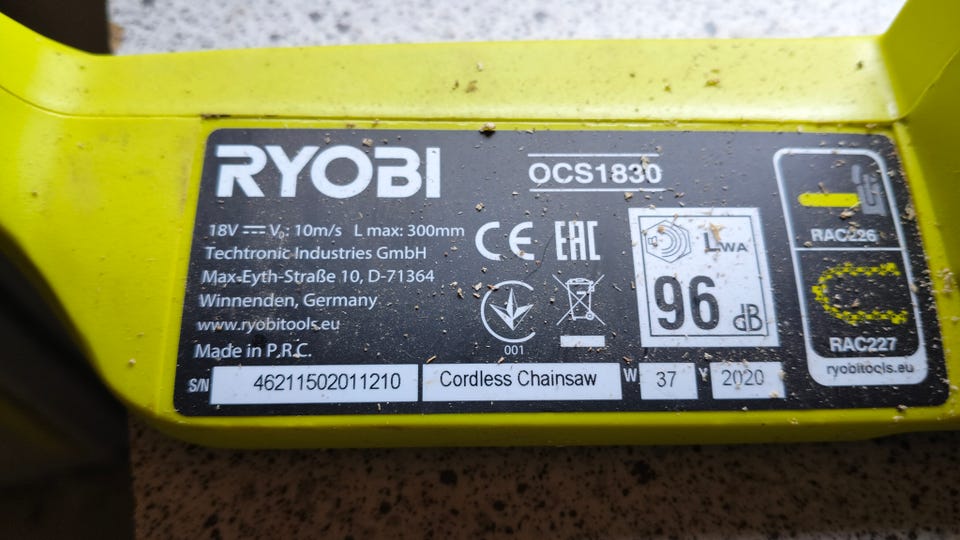 RYOBI
OCS1830
18V ⎓ V₀: 10m/s L max: 300mm
Techtronic Industries GmbH
Max-Eyth-Straße 10, D-71364
Winnenden, Germany
www.ryobitools.eu
Made in P.R.C.
CE EAC
001
LWA
96 dB
RAC226
RAC227
ryobitools.eu
S/N 46211502011210 Cordless Chainsaw W 37 Y 2020